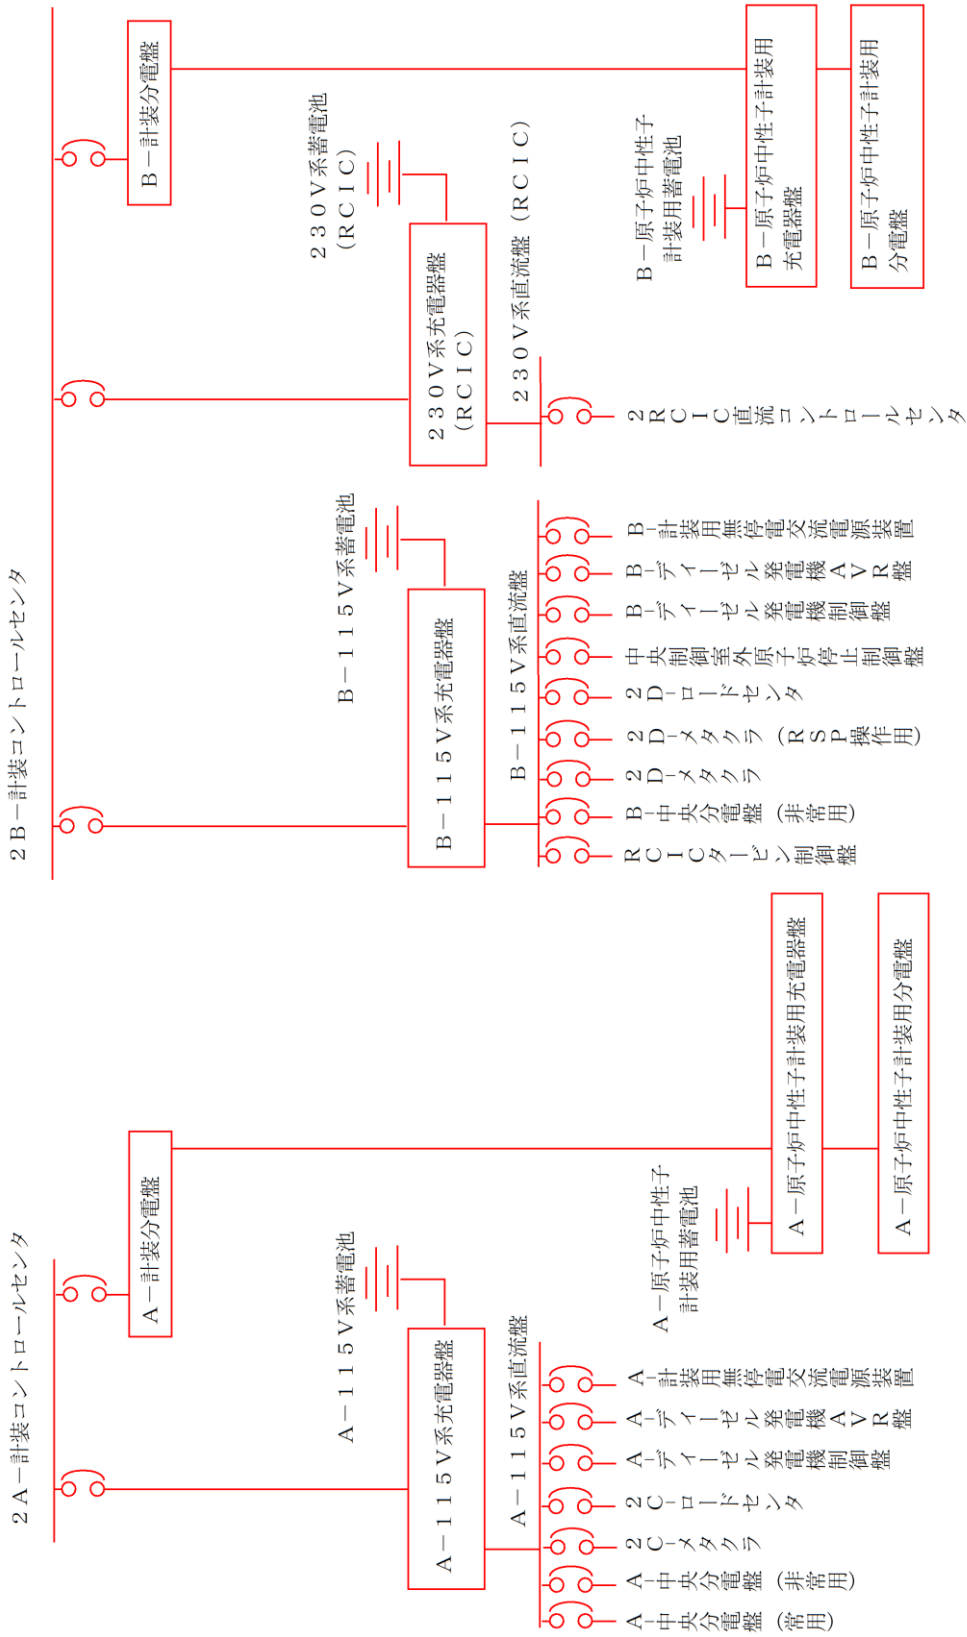 2A－計装コントロールセンタ
A－計装分電盤
A－115V系蓄電池
A－115V系充電器盤
A－115V系直流盤
A-中央分電盤（常用）
A-中央分電盤（非常用）
2C-メタクラ
2C-ロードセンタ
A-ディーゼル発電機制御盤
A-ディーゼル発電機AVR盤
A-計装用無停電交流電源装置
A－原子炉中性子
計装用蓄電池
A－原子炉中性子計装用充電器盤
A－原子炉中性子計装用分電盤
2B－計装コントロールセンタ
B－計装分電盤
B－115V系蓄電池
B－115V系充電器盤
B－115V系直流盤
RCICタービン制御盤
B-中央分電盤（非常用）
2D-メタクラ
2D-メタクラ（RSP操作用）
2D-ロードセンタ
中央制御室外原子炉停止制御盤
B-ディーゼル発電機制御盤
B-ディーゼル発電機AVR盤
B-計装用無停電交流電源装置
230V系蓄電池
（RCIC）
230V系充電器盤
（RCIC）
230V系直流盤（RCIC）
2RCIC直流コントロールセンタ
B－原子炉中性子
計装用蓄電池
B－原子炉中性子計装用
充電器盤
B－原子炉中性子計装用
分電盤